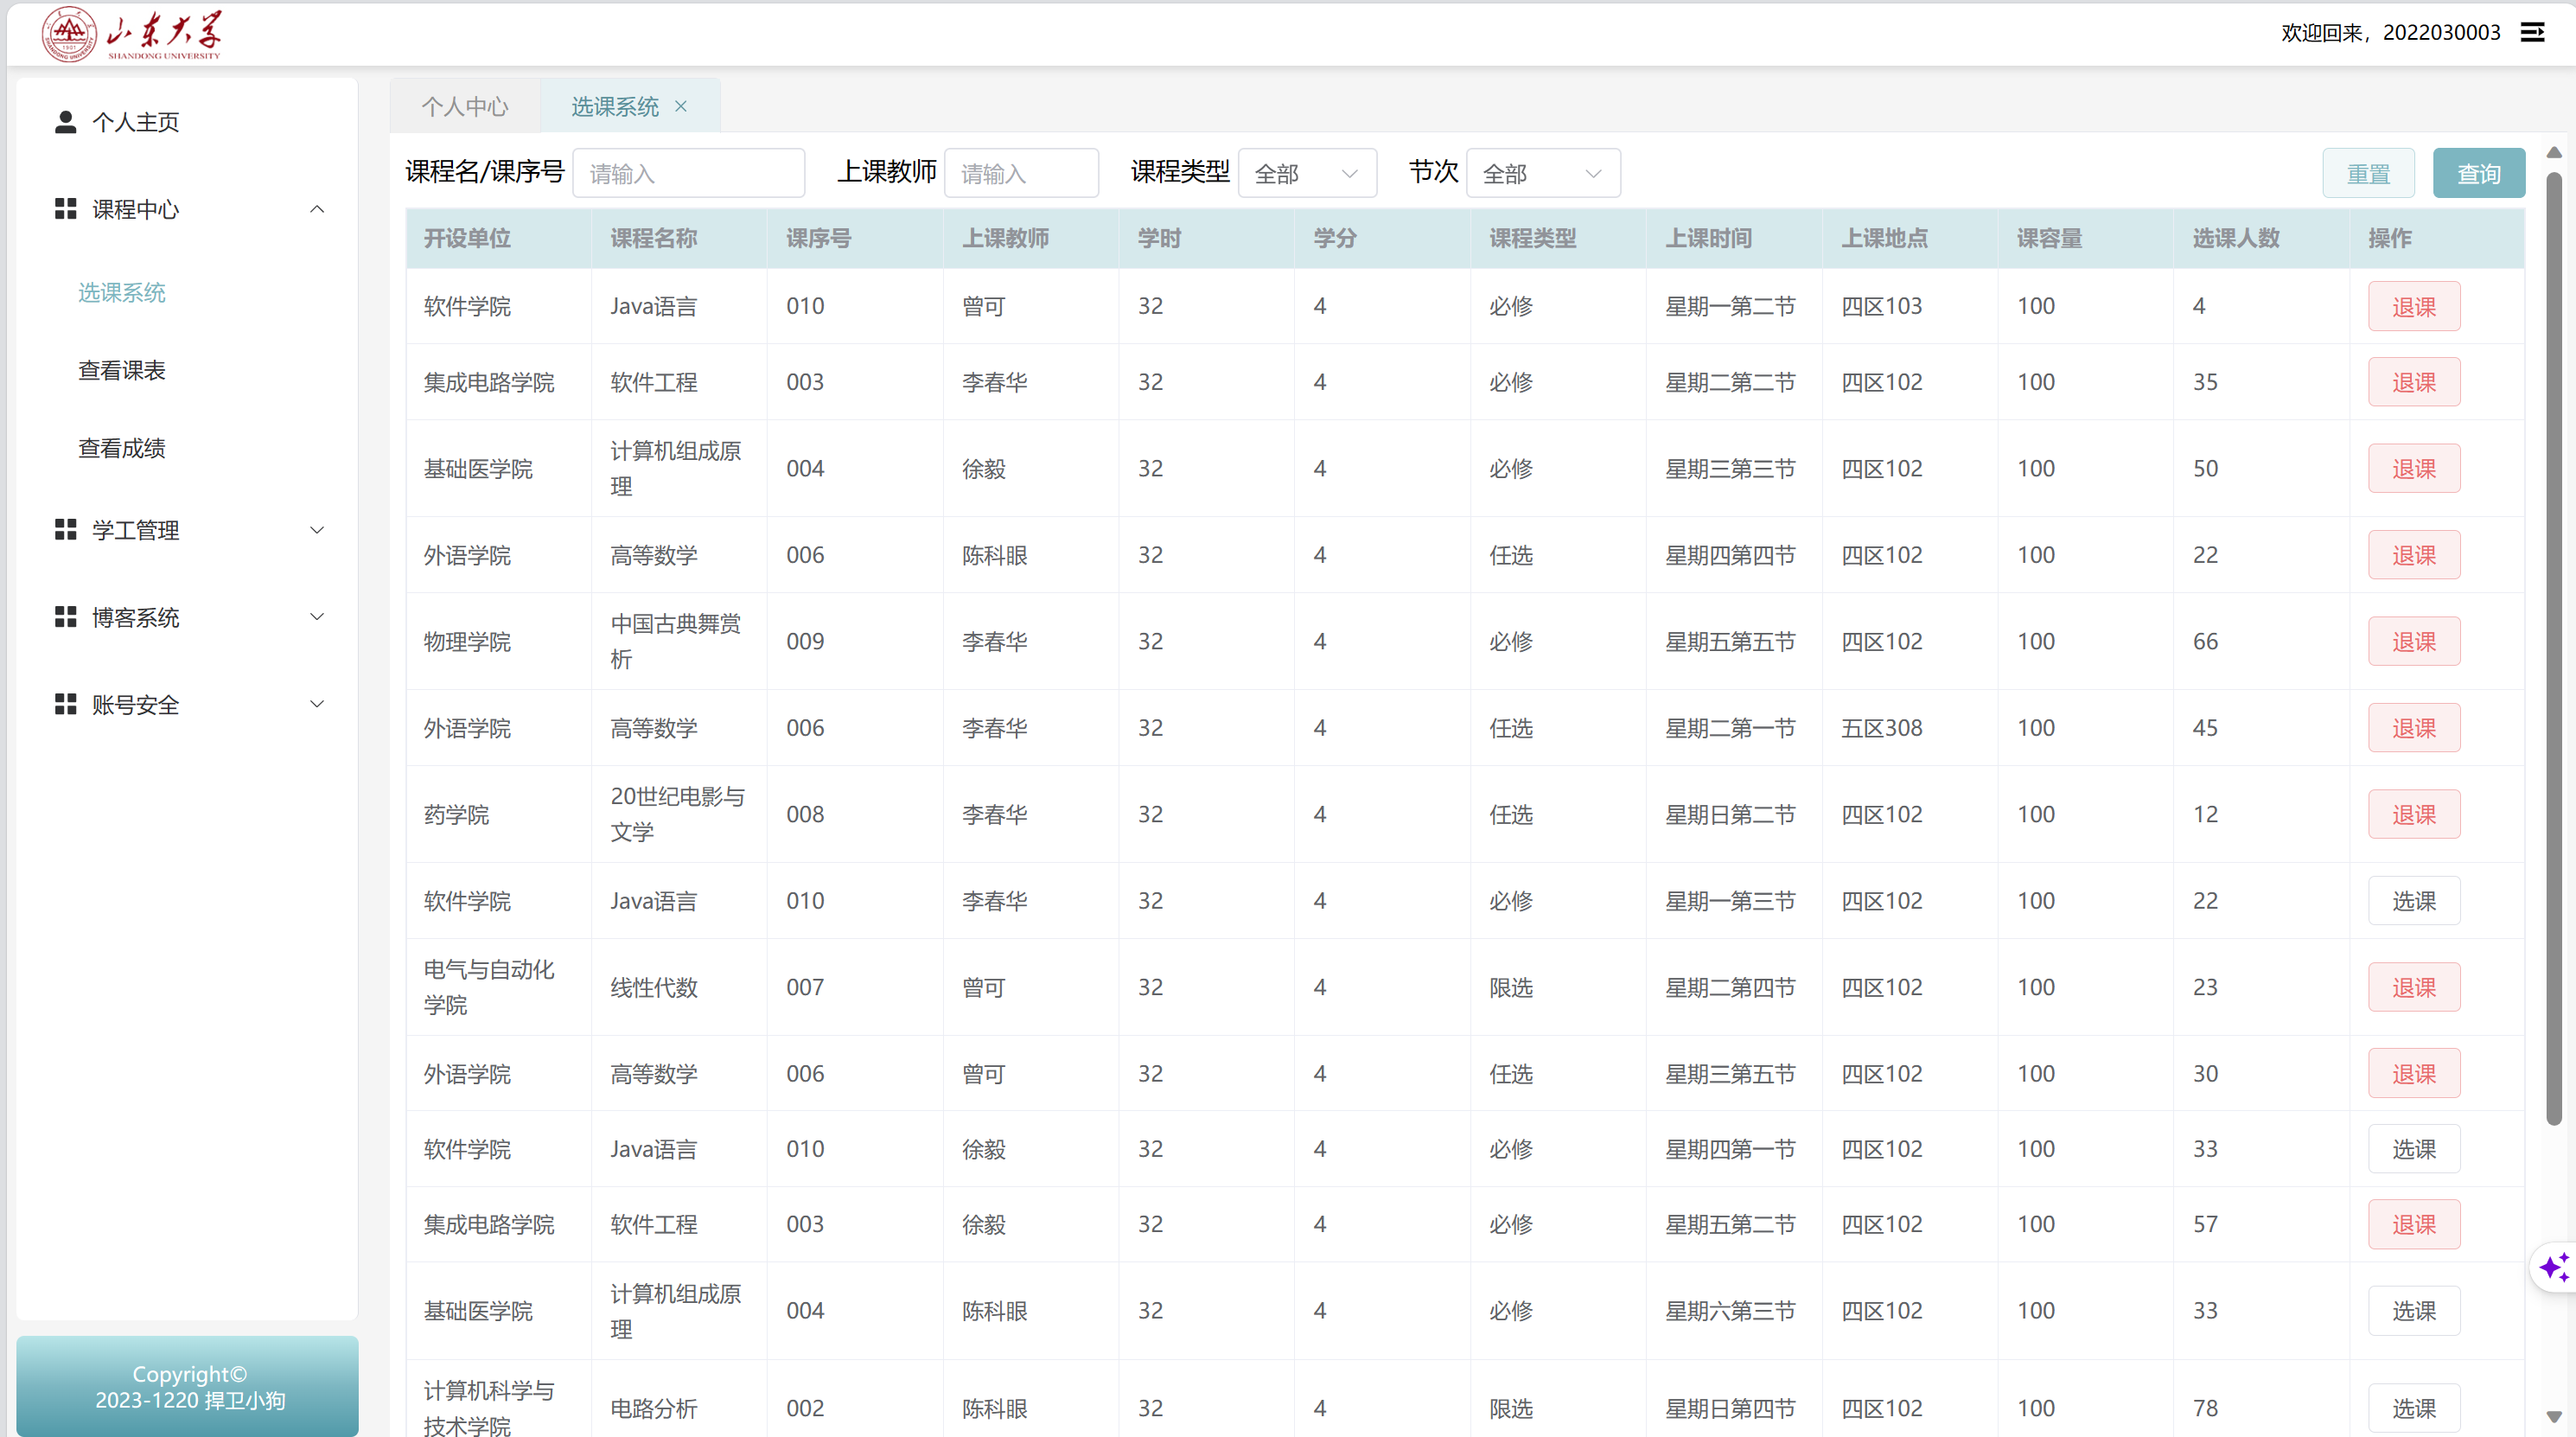 山东大学
SHANDONG UNIVERSITY
欢迎回来，2022030003
个人主页
课程中心
选课系统
查看课表
查看成绩
学工管理
博客系统
账号安全
Copyright©
2023-1220 捍卫小狗
个人中心 选课系统
课程名/课序号 请输入 上课教师 请输入 课程类型 全部 节次 全部 重置 查询
开设单位 课程名称 课序号 上课教师 学时 学分 课程类型 上课时间 上课地点 课容量 选课人数 操作
软件学院 Java语言 010 曾可 32 4 必修 星期一第二节 四区103 100 4 退课
集成电路学院 软件工程 003 李春华 32 4 必修 星期二第二节 四区102 100 35 退课
基础医学院 计算机组成原
理 004 徐毅 32 4 必修 星期三第三节 四区102 100 50 退课
外语学院 高等数学 006 陈科眼 32 4 任选 星期四第四节 四区102 100 22 退课
物理学院 中国古典舞赏
析 009 李春华 32 4 必修 星期五第五节 四区102 100 66 退课
外语学院 高等数学 006 李春华 32 4 任选 星期二第一节 五区308 100 45 退课
药学院 20世纪电影与
文学 008 李春华 32 4 任选 星期日第二节 四区102 100 12 退课
软件学院 Java语言 010 李春华 32 4 必修 星期一第三节 四区102 100 22 选课
电气与自动化
学院 线性代数 007 曾可 32 4 限选 星期二第四节 四区102 100 23 退课
外语学院 高等数学 006 曾可 32 4 任选 星期三第五节 四区102 100 30 退课
软件学院 Java语言 010 徐毅 32 4 必修 星期四第一节 四区102 100 33 选课
集成电路学院 软件工程 003 徐毅 32 4 必修 星期五第二节 四区102 100 57 退课
基础医学院 计算机组成原
理 004 陈科眼 32 4 必修 星期六第三节 四区102 100 33 选课
计算机科学与
技术学院 电路分析 002 陈科眼 32 4 限选 星期日第四节 四区102 100 78 选课